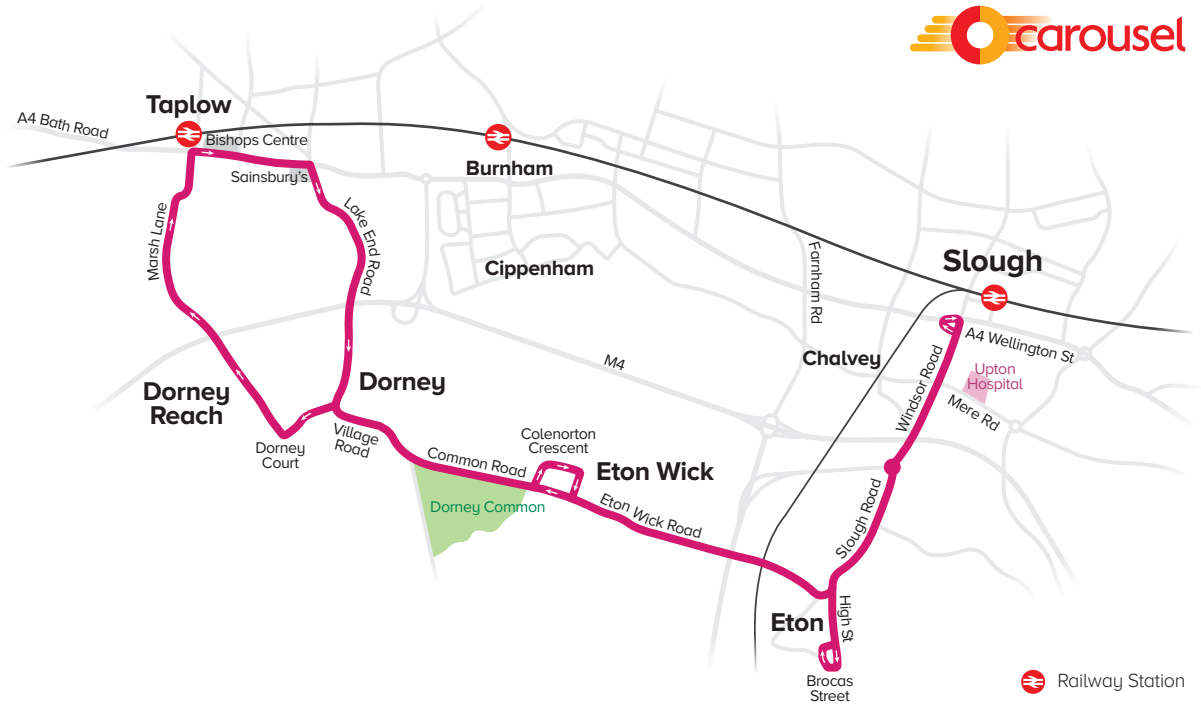 carousel
Taplow
A4 Bath Road
Bishops Centre
Sainsbury's
Burnham
Marsh Lane
Lake End Road
Cippenham
Farnham Rd
Slough
A4 Wellington St
Chalvey
M4
Upton
Hospital
Windsor Road
Mere Rd
Dorney
Dorney
Reach
Village
Road
Dorney
Court
Colenorton
Crescent
Common Road
Eton Wick
Dorney Common
Eton Wick Road
Slough Road
Eton
High St
Brocas
Street
Railway Station